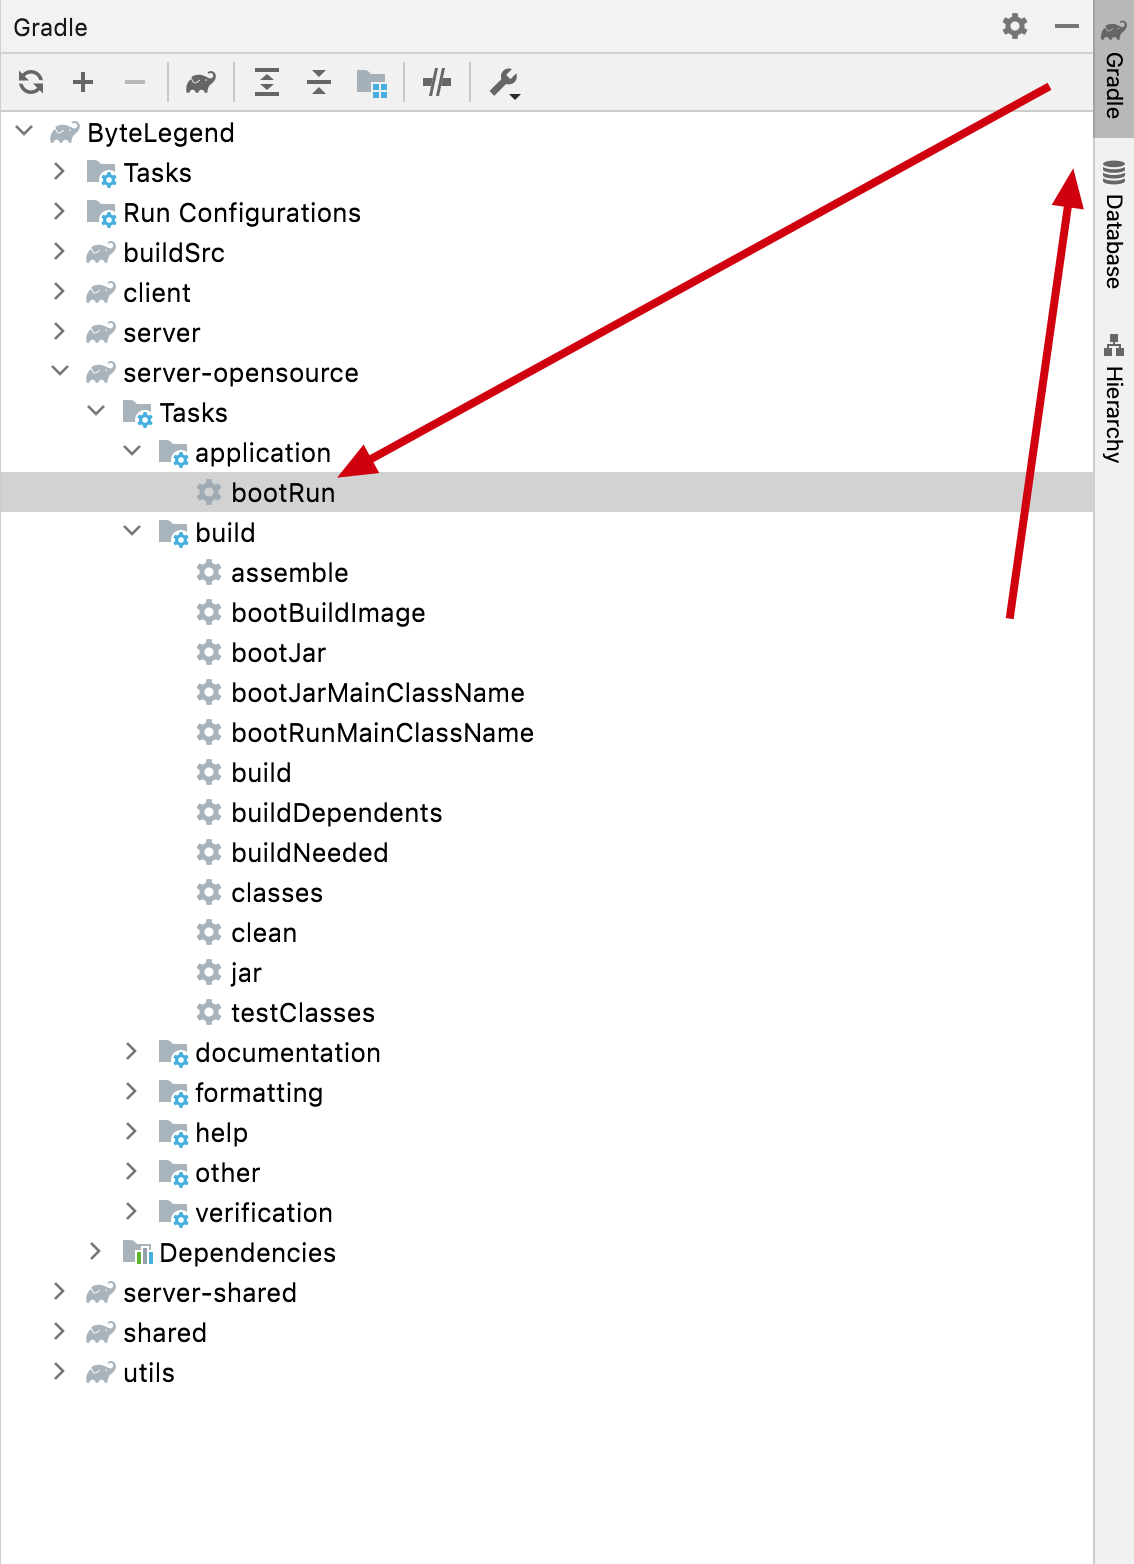 Gradle
ByteLegend
Tasks
Run Configurations
buildSrc
client
server
server-opensource
Tasks
application
bootRun
build
assemble
bootBuildImage
bootJar
bootJarMainClassName
bootRunMainClassName
build
buildDependents
buildNeeded
classes
clean
jar
testClasses
documentation
formatting
help
other
verification
Dependencies
server-shared
shared
utils
Gradle
Database
Hierarchy